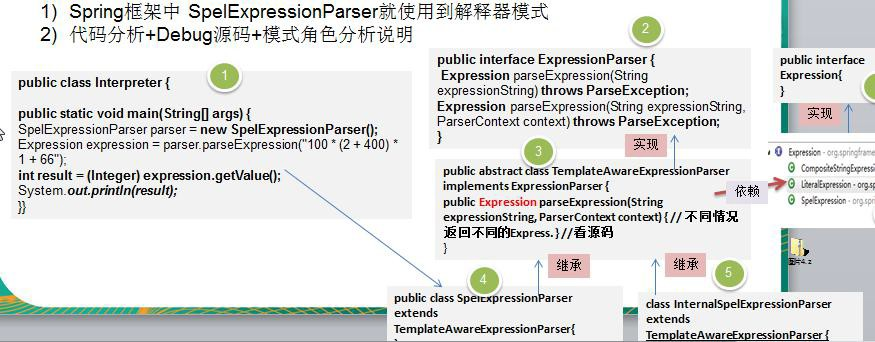 1) Spring框架中 SpelExpressionParser就使用到解释器模式
2) 代码分析+Debug源码+模式角色分析说明
1
public class Interpreter {
public static void main(String[] args) {
SpelExpressionParser parser = new SpelExpressionParser();
Expression expression = parser.parseExpression("100 * (2 + 400) *
1 + 66");
int result = (Integer) expression.getValue();
System.out.println(result);
}}
2
public interface ExpressionParser {
Expression parseExpression(String
expressionString) throws ParseException;
Expression parseExpression(String expressionString,
ParserContext context) throws ParseException;
}
实现
3
public abstract class TemplateAwareExpressionParser
implements ExpressionParser {
public Expression parseExpression(String
expressionString, ParserContext context) { // 不同情况
返回不同的Express. } //看源码
}
依赖
public interface
Expression{
}
实现
Expression - org.springframe
CompositeStringExpressi
LiteralExpression - org.sp
SpelExpression - org.spri
图片4.z
继承
继承
4
public class SpelExpressionParser
extends
TemplateAwareExpressionParser{
5
class InternalSpelExpressionParser
extends
TemplateAwareExpressionParser {